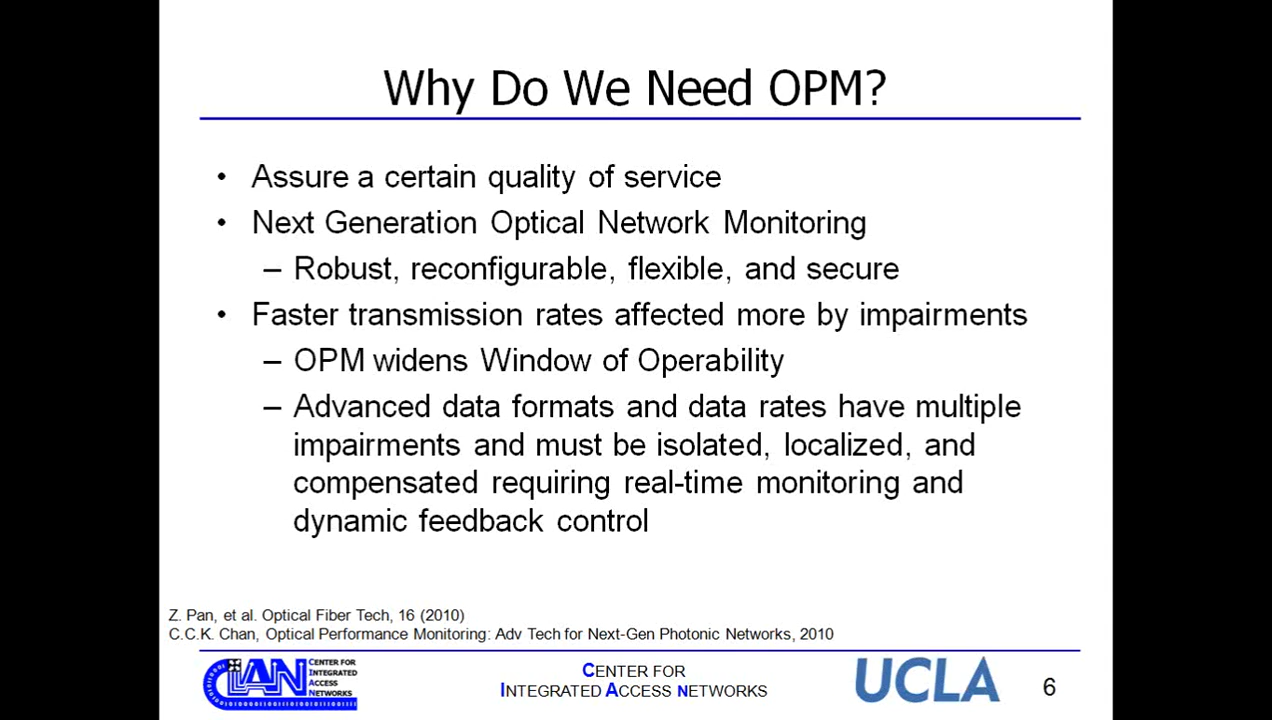 Why Do We Need OPM?
• Assure a certain quality of service
• Next Generation Optical Network Monitoring
– Robust, reconfigurable, flexible, and secure
• Faster transmission rates affected more by impairments
– OPM widens Window of Operability
– Advanced data formats and data rates have multiple
impairments and must be isolated, localized, and
compensated requiring real-time monitoring and
dynamic feedback control
Z. Pan, et al. Optical Fiber Tech, 16 (2010)
C.C.K. Chan, Optical Performance Monitoring: Adv Tech for Next-Gen Photonic Networks, 2010
CIAN
CENTER FOR
INTEGRATED
ACCESS
NETWORKS
CENTER FOR
INTEGRATED ACCESS NETWORKS
UCLA
6